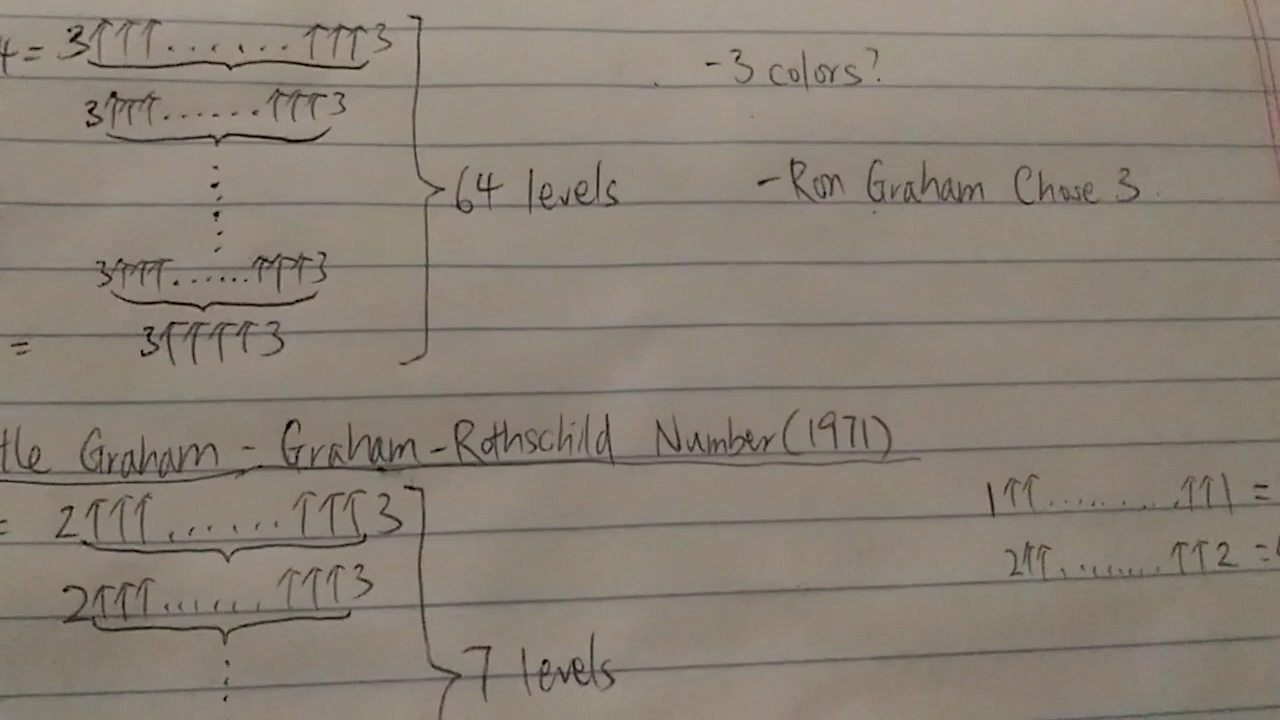 4 = 3↑↑↑.......↑↑↑3
-3 colors?
3↑↑↑.......↑↑↑3
64 levels
-Ron Graham Chose 3.
3↑↑↑......↑↑↑3
= 3↑↑↑↑3
tle Graham - Graham-Rothschild Number(1971)
= 2↑↑↑.......↑↑↑3
1↑↑..........↑↑1 =
2↑↑.........↑↑2 =
2↑↑↑.......↑↑↑3
7 levels